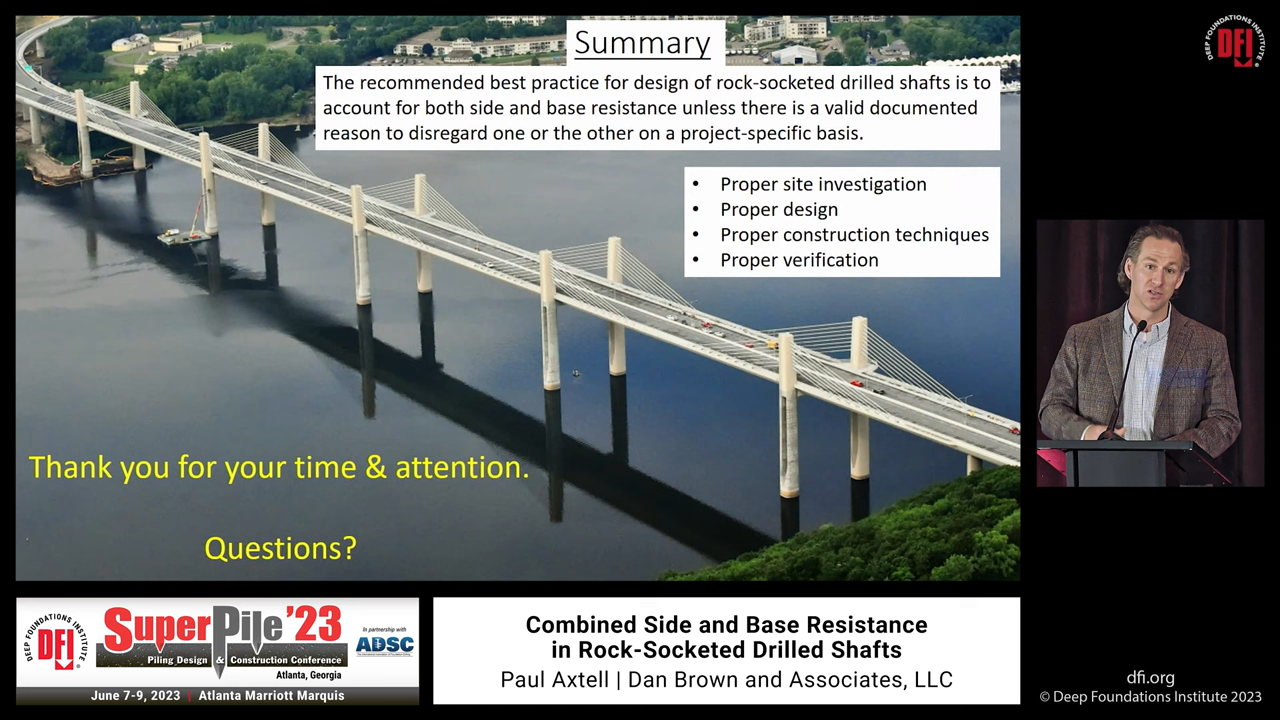 Summary
The recommended best practice for design of rock-socketed drilled shafts is to
account for both side and base resistance unless there is a valid documented
reason to disregard one or the other on a project-specific basis.
• Proper site investigation
• Proper design
• Proper construction techniques
• Proper verification
Thank you for your time & attention.
Questions?
DEEP FOUNDATIONS INSTITUTE
DFI
DEEP FOUNDATIONS INSTITUTE
DFI
SuperPile '23
Piling Design & Construction Conference
Atlanta, Georgia
In partnership with
ADSC
June 7-9, 2023 | Atlanta Marriott Marquis
Combined Side and Base Resistance
in Rock-Socketed Drilled Shafts
Paul Axtell | Dan Brown and Associates, LLC
dfi.org
© Deep Foundations Institute 2023